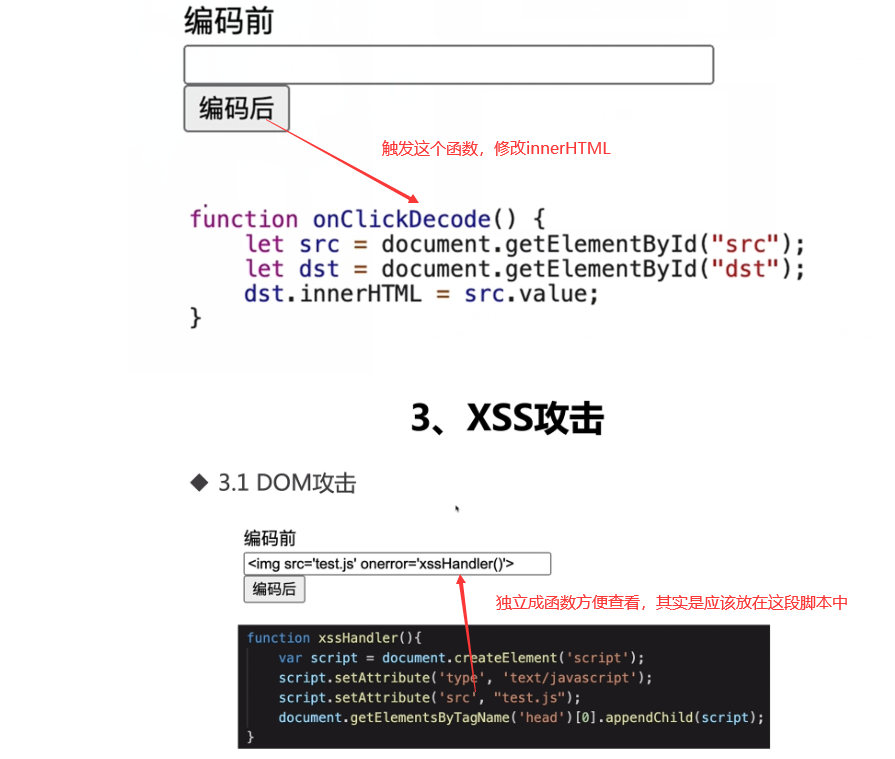 编码前
编码后
触发这个函数，修改innerHTML
function onClickDecode() {
    let src = document.getElementById("src");
    let dst = document.getElementById("dst");
    dst.innerHTML = src.value;
}
3、XSS攻击
◆ 3.1 DOM攻击
编码前
<img src='test.js' onerror='xssHandler()'>
编码后
独立成函数方便查看，其实是应该放在这段脚本中
function xssHandler(){
    var script = document.createElement('script');
    script.setAttribute('type', 'text/javascript');
    script.setAttribute('src', "test.js");
    document.getElementsByTagName('head')[0].appendChild(script);
}